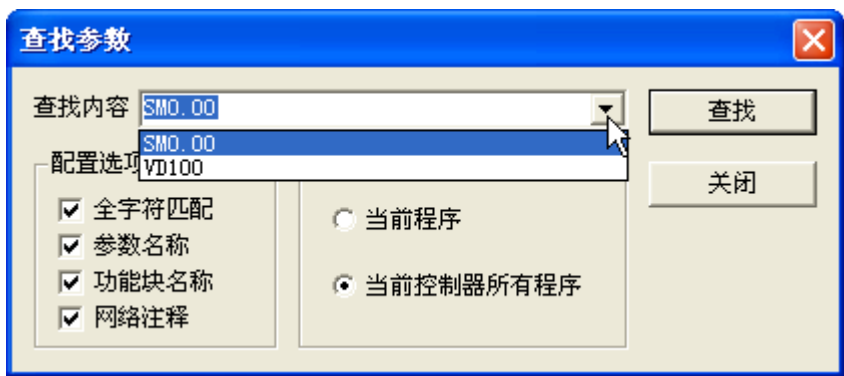 查找参数
查找内容 SM0.00
查找
SM0.00
VD100
关闭
配置选项
全字符匹配
参数名称
功能块名称
网络注释
当前程序
当前控制器所有程序